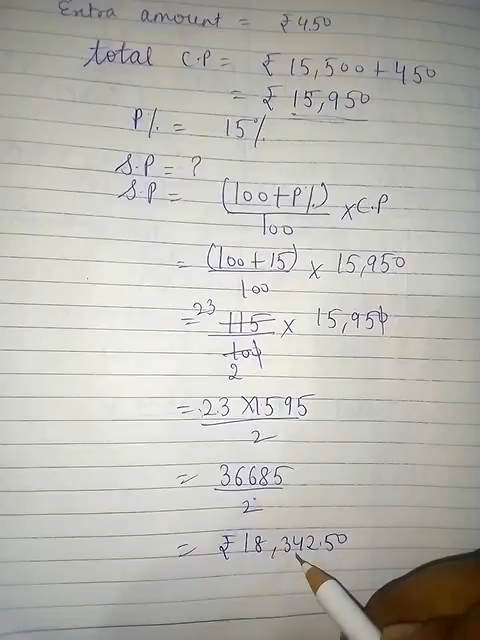 Extra amount = ₹450
total C.P = ₹15,500+450
= ₹15,950
P% = 15%
S.P = ?
S.P = (100+P%)/100 × C.P
= (100+15)/100 × 15,950
= 23 115/100 × 15,950
2
= 23×1595/2
= 36685/2
= ₹18,342.50